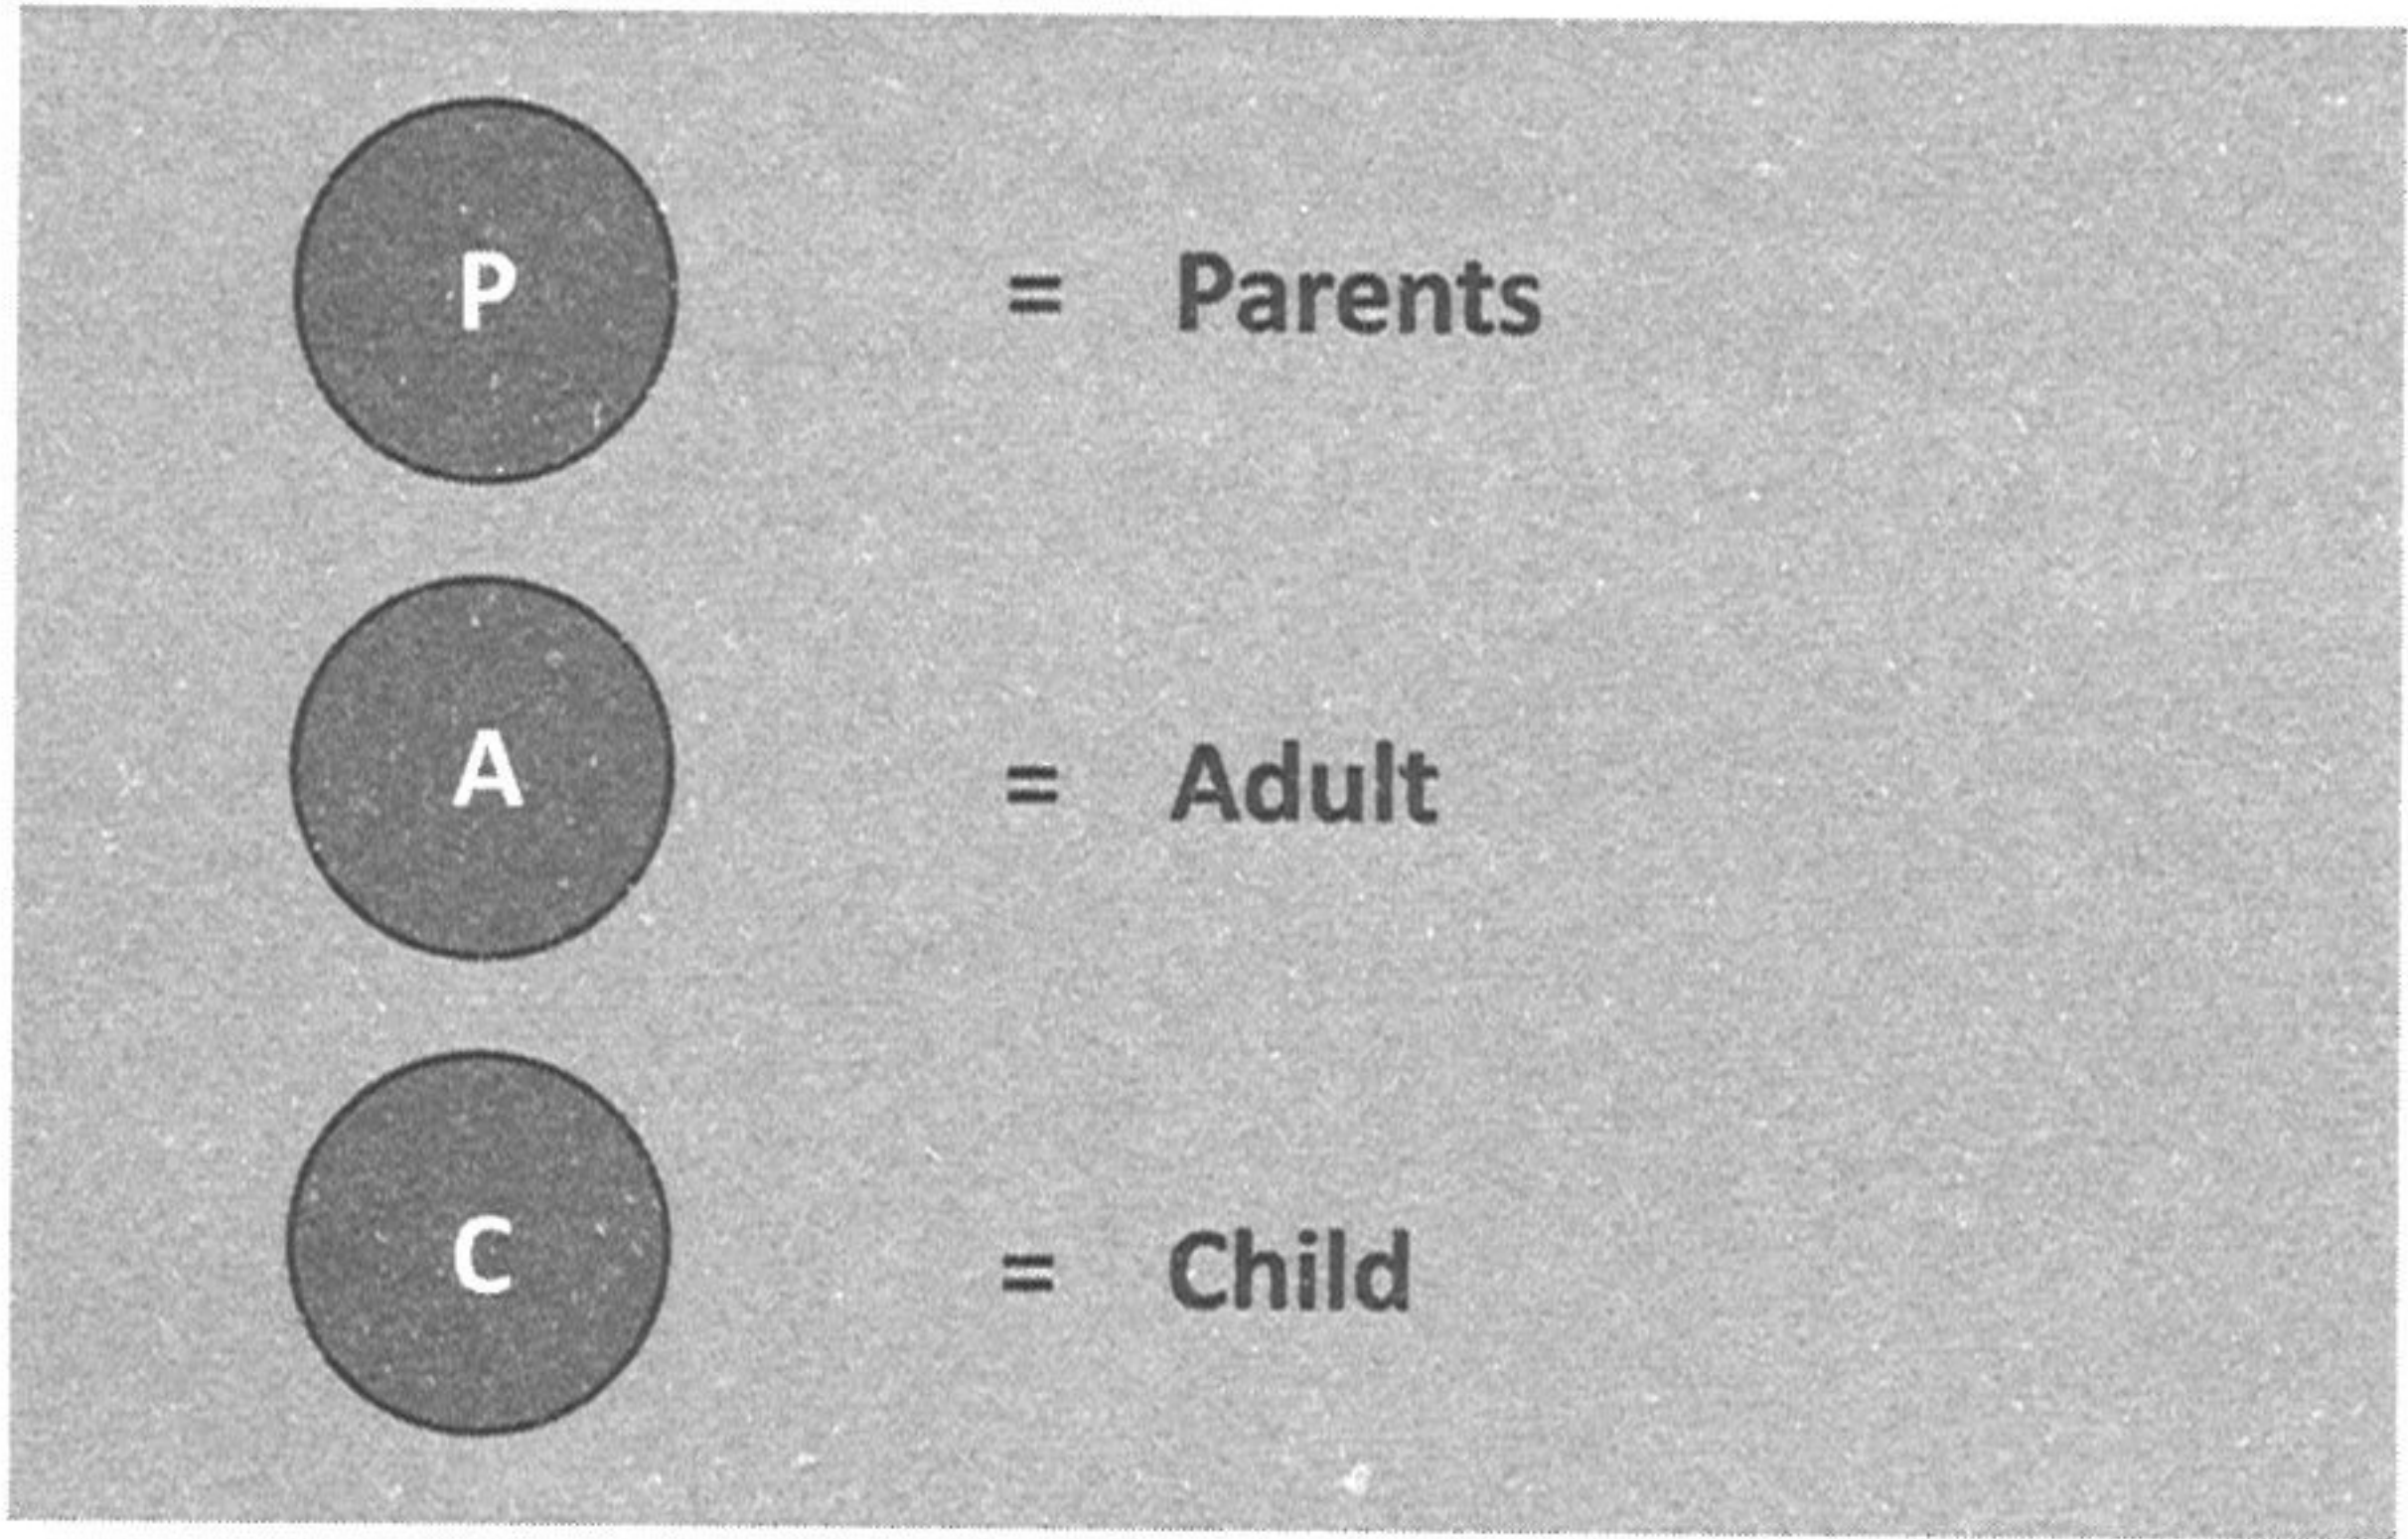 P = Parents
A = Adult
C = Child